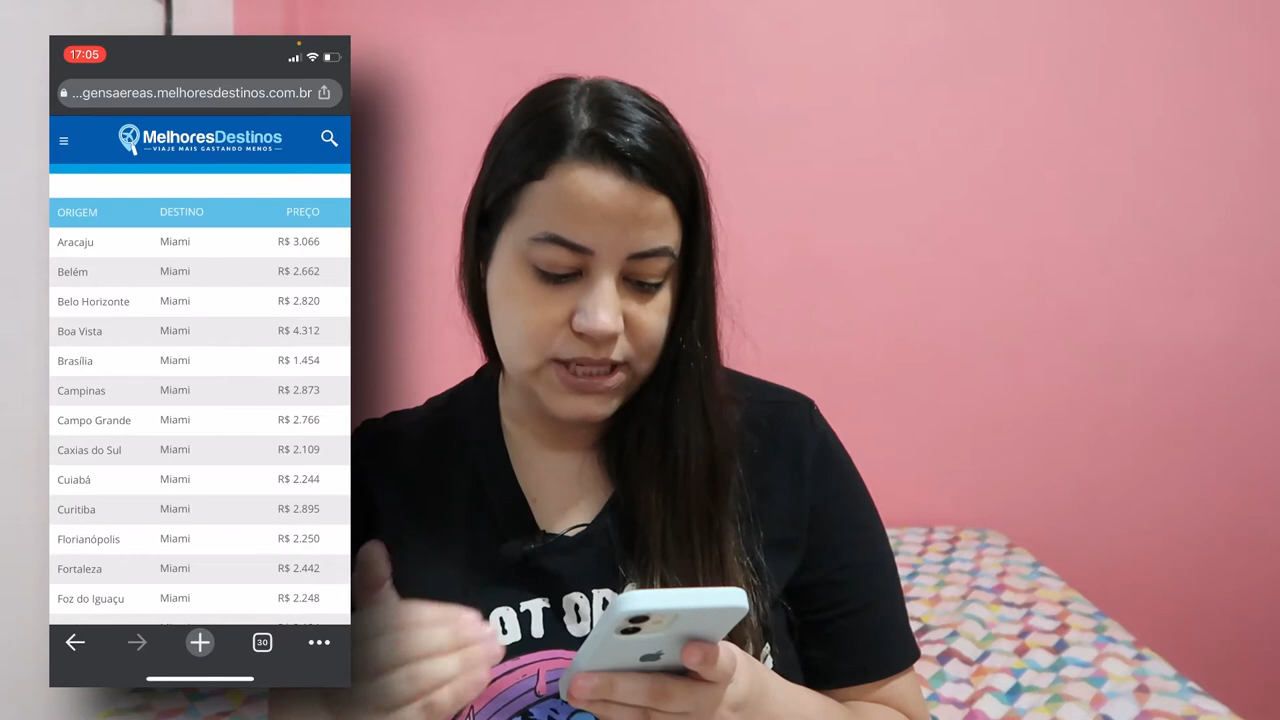 17:05
...gensaereas.melhoresdestinos.com.br
MelhoresDestinos
VIAJE MAIS GASTANDO MENOS
ORIGEM DESTINO PREÇO
Aracaju Miami R$ 3.066
Belém Miami R$ 2.662
Belo Horizonte Miami R$ 2.820
Boa Vista Miami R$ 4.312
Brasília Miami R$ 1.454
Campinas Miami R$ 2.873
Campo Grande Miami R$ 2.766
Caxias do Sul Miami R$ 2.109
Cuiabá Miami R$ 2.244
Curitiba Miami R$ 2.895
Florianópolis Miami R$ 2.250
Fortaleza Miami R$ 2.442
Foz do Iguaçu Miami R$ 2.248
30